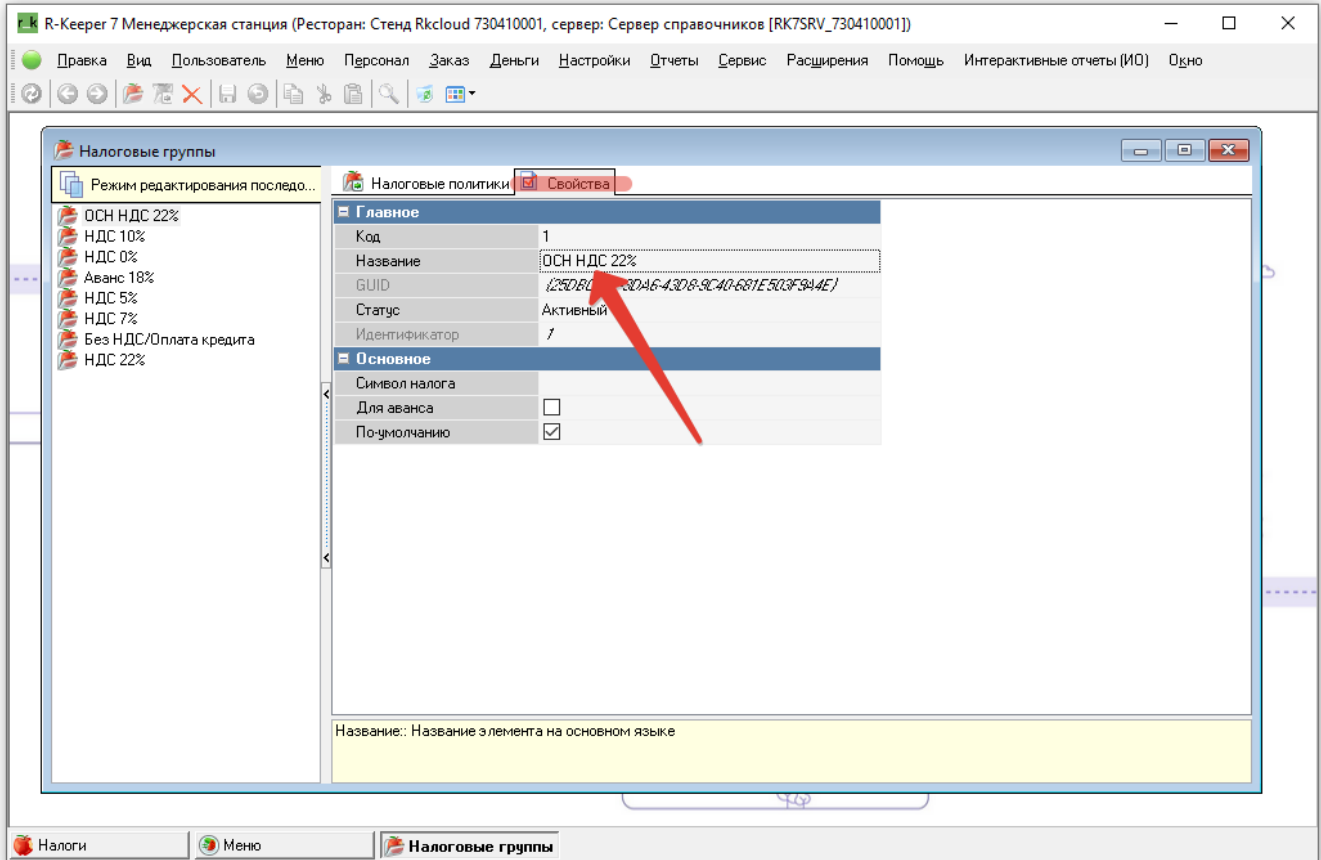 R-Keeper 7 Менеджерская станция (Ресторан: Стенд Rkcloud 730410001, сервер: Сервер справочников [RK7SRV_730410001])
Правка Вид Пользователь Меню Персонал Заказ Деньги Настройки Отчеты Сервис Расширения Помощь Интерактивные отчеты (ИО) Окно
Налоговые группы
Режим редактирования последо...
Налоговые политики Свойства
ОСН НДС 22%
НДС 10%
НДС 0%
Аванс 18%
НДС 5%
НДС 7%
Без НДС/Оплата кредита
НДС 22%
Главное
Код 1
Название ОСН НДС 22%
GUID
Статус Активный
Идентификатор 1
Основное
Символ налога
Для аванса
По-умолчанию
Название:: Название элемента на основном языке
Налоги Меню Налоговые группы